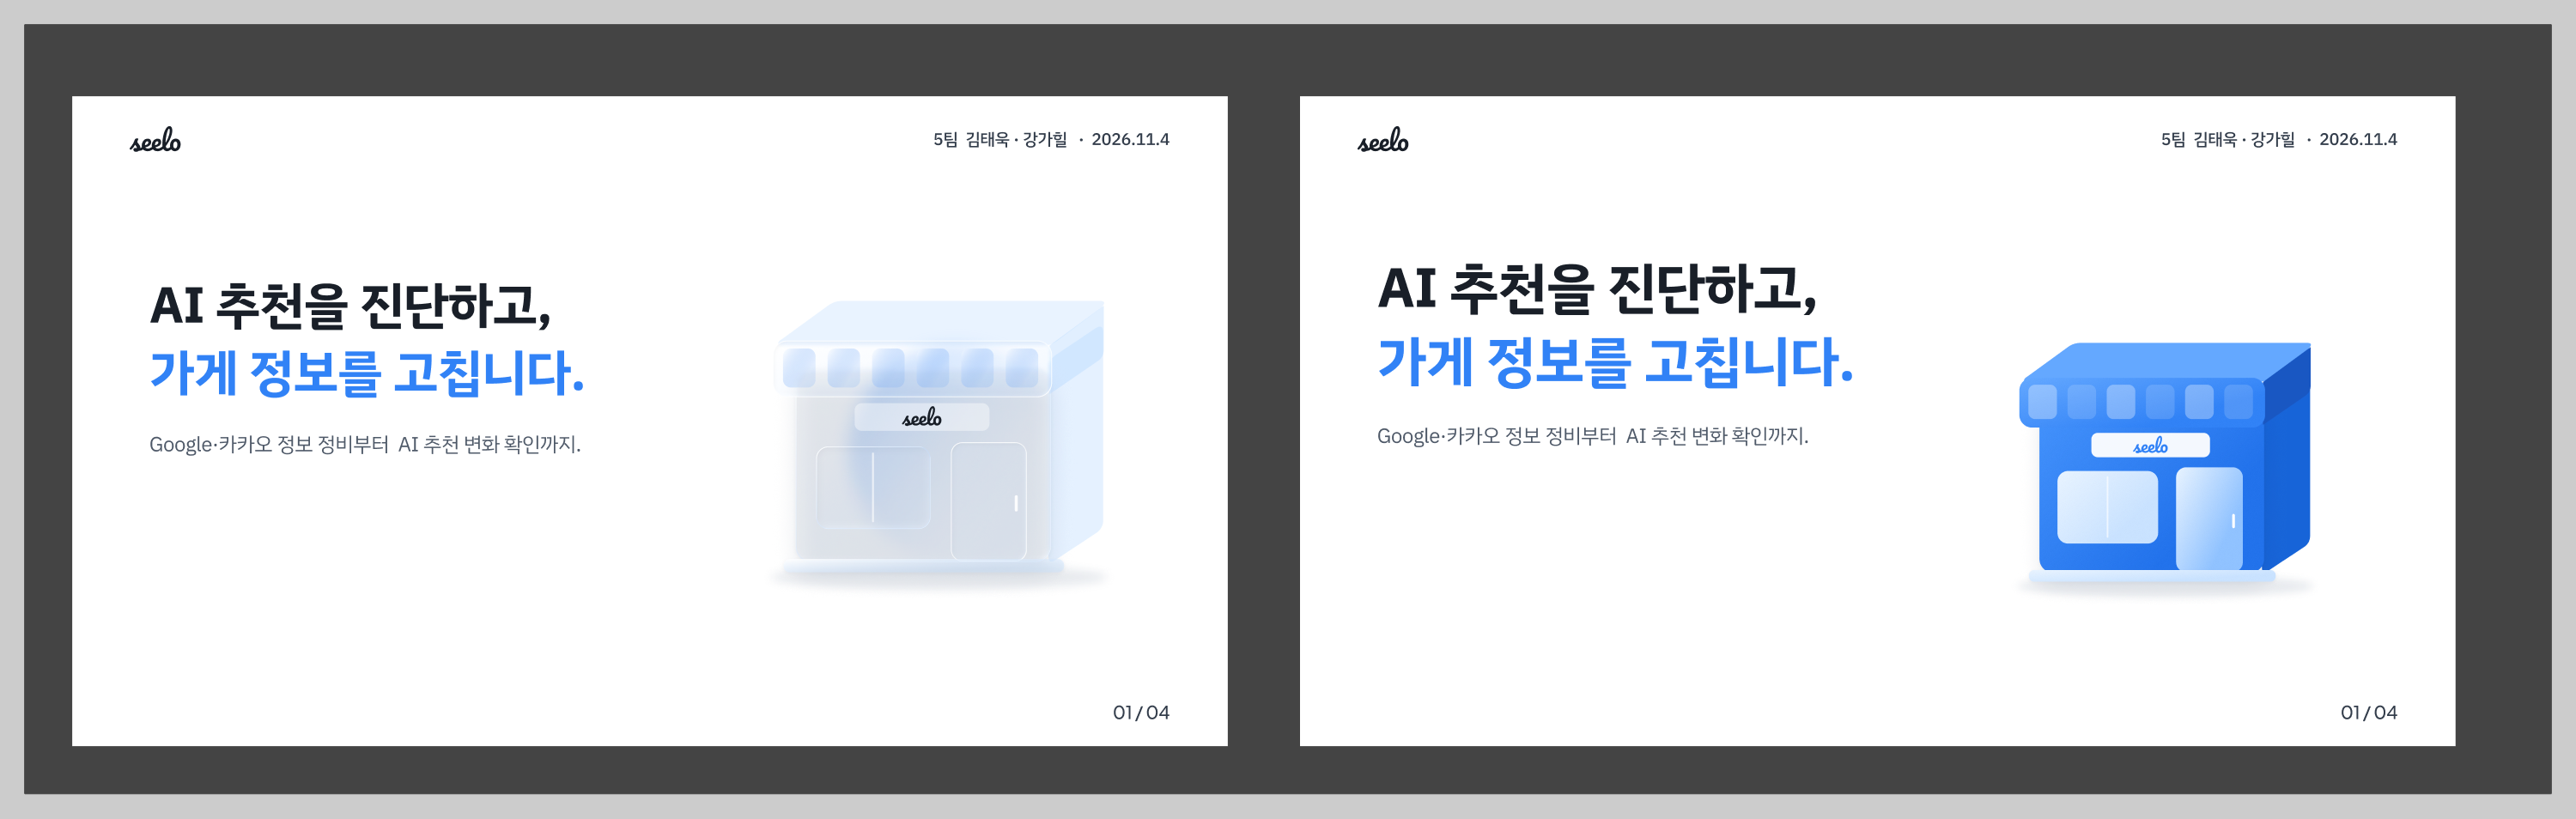 seelo
5팀 김태욱 · 강가힐 · 2026.11.4
AI 추천을 진단하고,
가게 정보를 고칩니다.
Google·카카오 정보 정비부터 AI 추천 변화 확인까지.
seelo
01/04
seelo
5팀 김태욱 · 강가힐 · 2026.11.4
AI 추천을 진단하고,
가게 정보를 고칩니다.
Google·카카오 정보 정비부터 AI 추천 변화 확인까지.
seelo
01/04